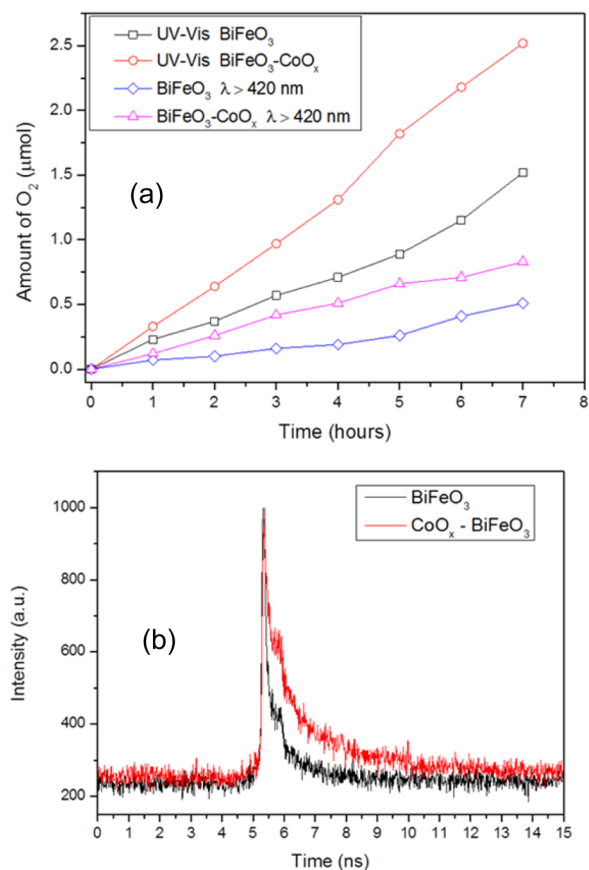 UV-Vis BiFeO₃
UV-Vis BiFeO₃-CoOₓ
BiFeO₃ λ > 420 nm
BiFeO₃-CoOₓ λ > 420 nm
(a)
Amount of O₂ (μmol)
2.5
2.0
1.5
1.0
0.5
0.0
0 1 2 3 4 5 6 7 8
Time (hours)
BiFeO₃
CoOₓ - BiFeO₃
(b)
Intensity (a.u.)
1000
800
600
400
200
0 1 2 3 4 5 6 7 8 9 10 11 12 13 14 15
Time (ns)